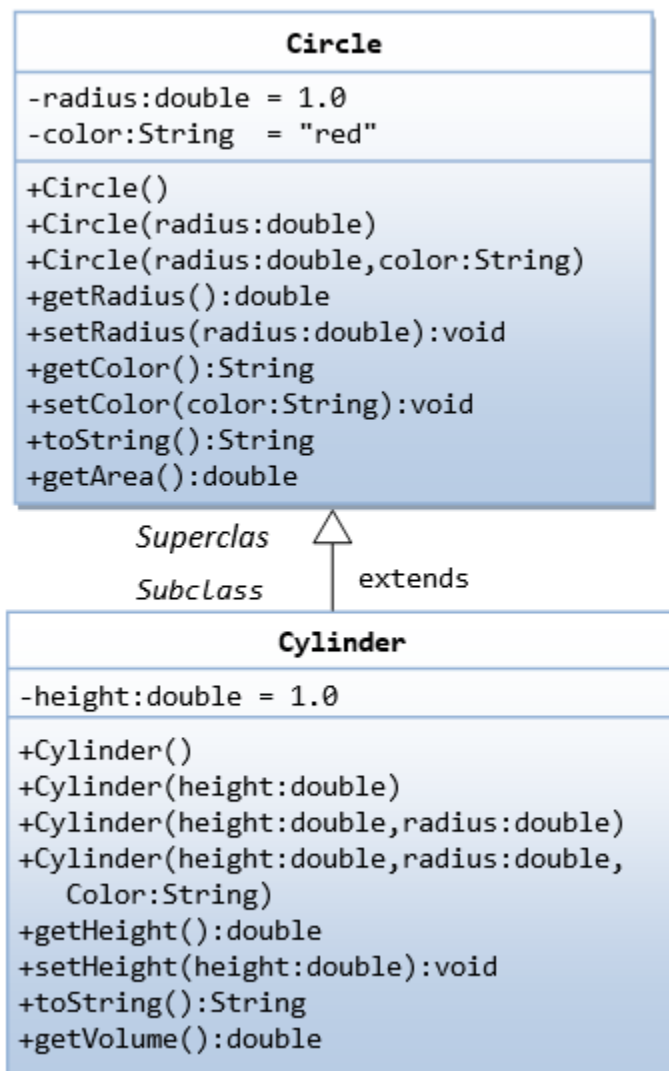 Circle
-radius:double = 1.0
-color:String  = "red"
+Circle()
+Circle(radius:double)
+Circle(radius:double,color:String)
+getRadius():double
+setRadius(radius:double):void
+getColor():String
+setColor(color:String):void
+toString():String
+getArea():double
Superclas
Subclass
extends
Cylinder
-height:double = 1.0
+Cylinder()
+Cylinder(height:double)
+Cylinder(height:double,radius:double)
+Cylinder(height:double,radius:double,
Color:String)
+getHeight():double
+setHeight(height:double):void
+toString():String
+getVolume():double